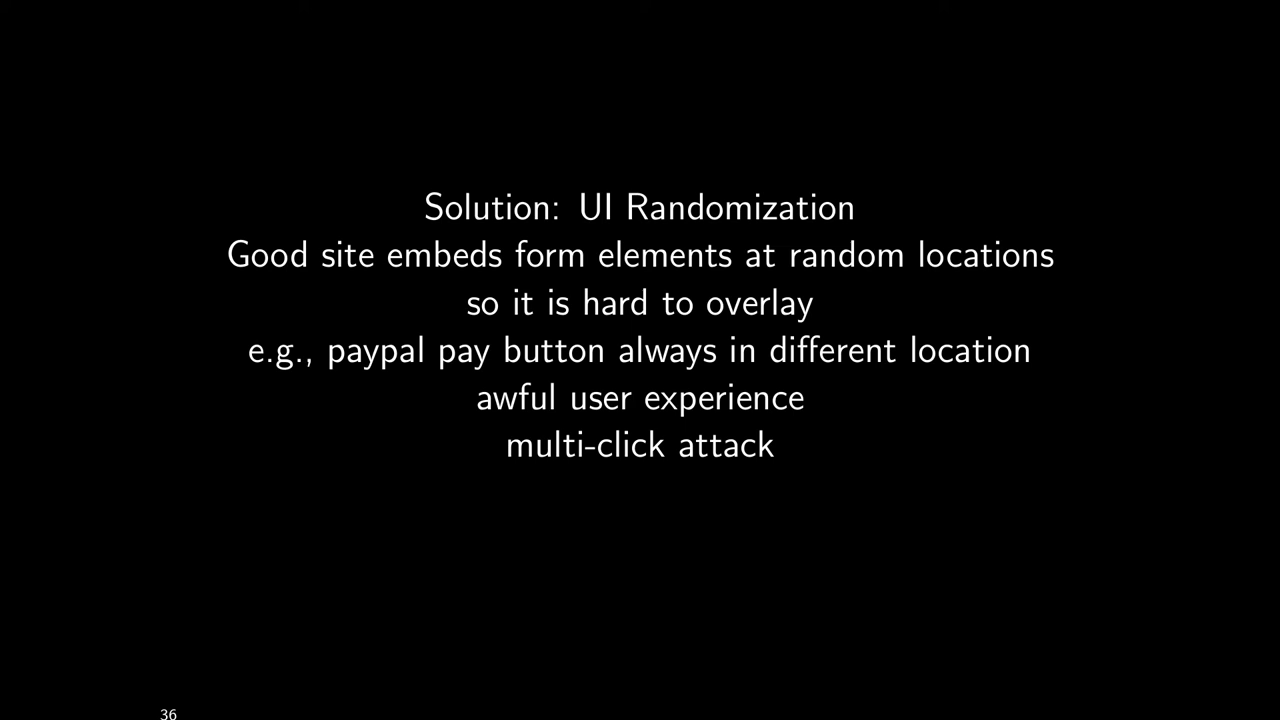 Solution: UI Randomization
Good site embeds form elements at random locations
so it is hard to overlay
e.g., paypal pay button always in different location
awful user experience
multi-click attack
36